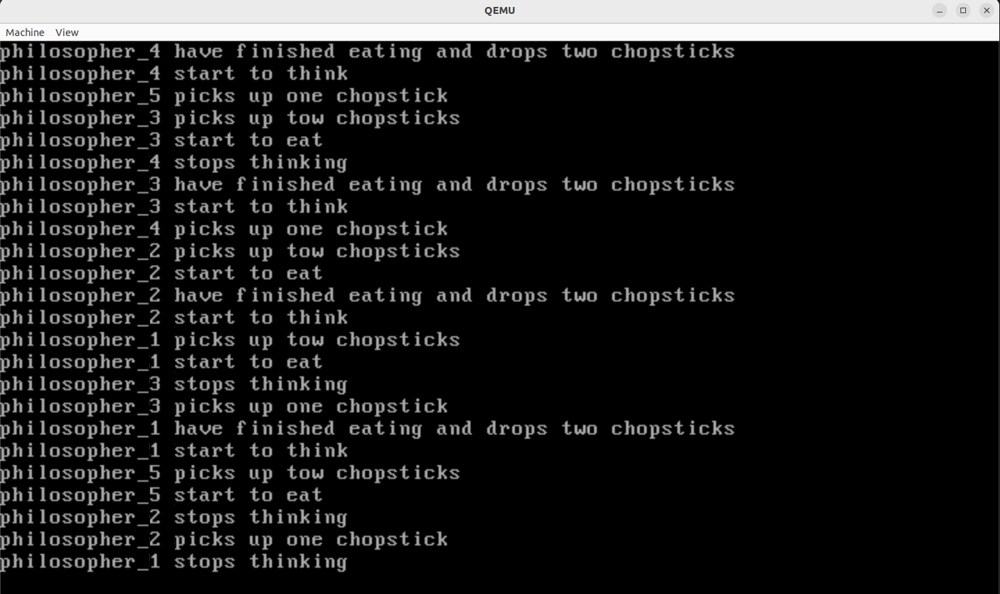 QEMU
Machine View
philosopher_4 have finished eating and drops two chopsticks
philosopher_4 start to think
philosopher_5 picks up one chopstick
philosopher_3 picks up tow chopsticks
philosopher_3 start to eat
philosopher_4 stops thinking
philosopher_3 have finished eating and drops two chopsticks
philosopher_3 start to think
philosopher_4 picks up one chopstick
philosopher_2 picks up tow chopsticks
philosopher_2 start to eat
philosopher_2 have finished eating and drops two chopsticks
philosopher_2 start to think
philosopher_1 picks up tow chopsticks
philosopher_1 start to eat
philosopher_3 stops thinking
philosopher_3 picks up one chopstick
philosopher_1 have finished eating and drops two chopsticks
philosopher_1 start to think
philosopher_5 picks up tow chopsticks
philosopher_5 start to eat
philosopher_2 stops thinking
philosopher_2 picks up one chopstick
philosopher_1 stops thinking